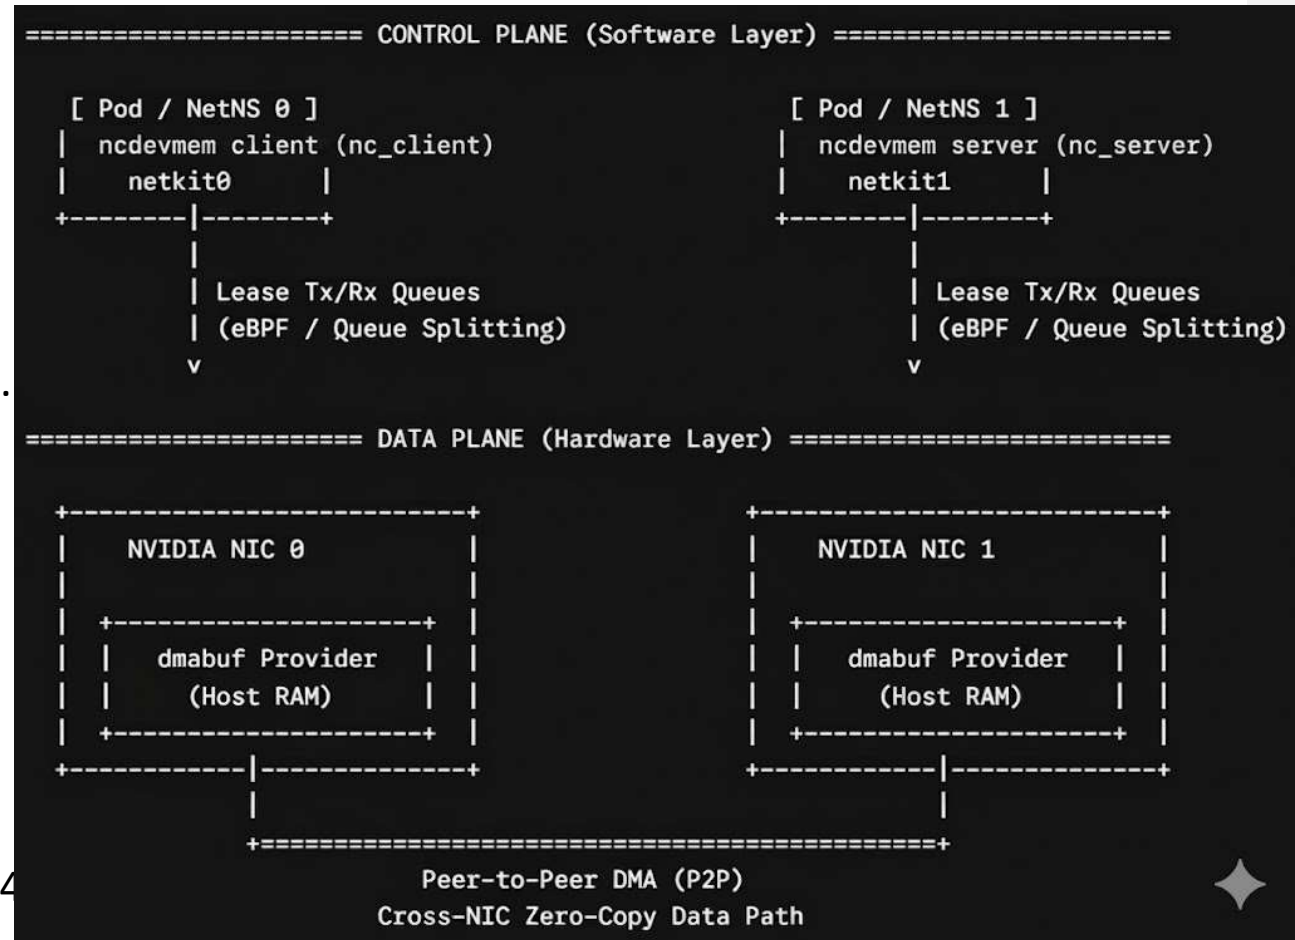 ======================= CONTROL PLANE (Software Layer) =======================
[ Pod / NetNS 0 ] [ Pod / NetNS 1 ]
| ncdevmem client (nc_client) | ncdevmem server (nc_server)
| netkit0 | | netkit1 |
+--------|--------+ +--------|--------+
| |
| Lease Tx/Rx Queues | Lease Tx/Rx Queues
| (eBPF / Queue Splitting) | (eBPF / Queue Splitting)
v v
======================= DATA PLANE (Hardware Layer) ==========================
+---------------------------+ +---------------------------+
| NVIDIA NIC 0 | | NVIDIA NIC 1 |
| | | |
| +---------------------+ | | +---------------------+ |
| | dmabuf Provider | | | | dmabuf Provider | |
| | (Host RAM) | | | | (Host RAM) | |
| +---------------------+ | | +---------------------+ |
+------------|--------------+ +------------|--------------+
| |
+==============================================+
Peer-to-Peer DMA (P2P)
Cross-NIC Zero-Copy Data Path